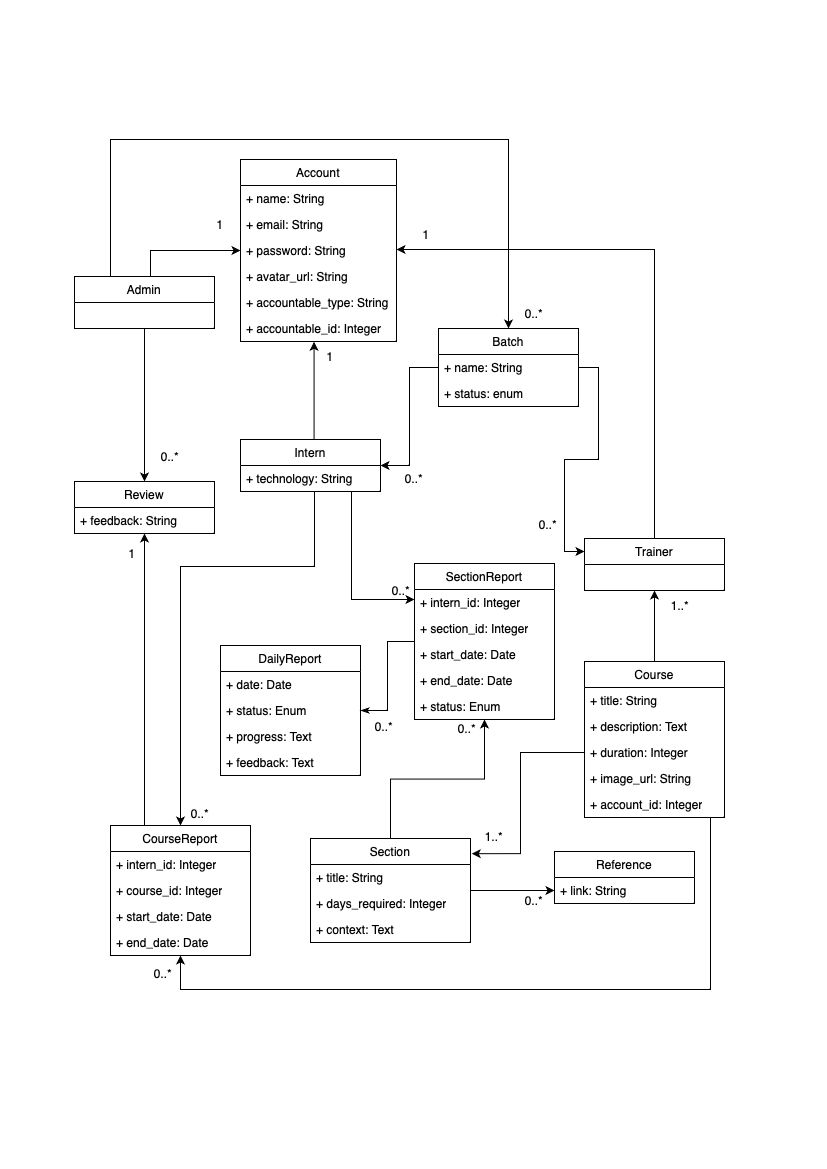 Account
+ name: String
+ email: String
+ password: String
+ avatar_url: String
+ accountable_type: String
+ accountable_id: Integer
1
1
Admin
0..*
Batch
+ name: String
+ status: enum
1
0..*
Intern
+ technology: String
0..*
Review
+ feedback: String
1
0..*
Trainer
1..*
SectionReport
+ intern_id: Integer
+ section_id: Integer
+ start_date: Date
+ end_date: Date
+ status: Enum
0..*
DailyReport
+ date: Date
+ status: Enum
+ progress: Text
+ feedback: Text
0..*
0..*
Course
+ title: String
+ description: Text
+ duration: Integer
+ image_url: String
+ account_id: Integer
0..*
CourseReport
+ intern_id: Integer
+ course_id: Integer
+ start_date: Date
+ end_date: Date
0..*
1..*
Section
+ title: String
+ days_required: Integer
+ context: Text
0..*
Reference
+ link: String